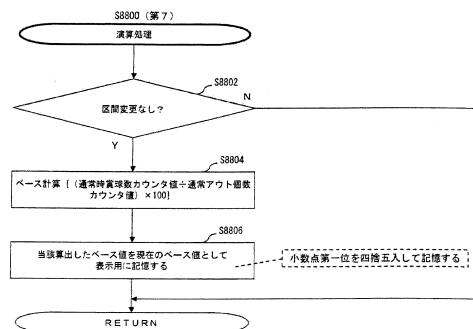 S8800(第7)
演算処理
S8802
区間変更なし?
N
Y
S8804
ベース計算[(通常時賞球数カウンタ値÷通常アウト個数
カウンタ値)×100]
S8806
当該算出したベース値を現在のベース値として
表示用に記憶する
小数点第一位を四捨五入して記憶する
RETURN